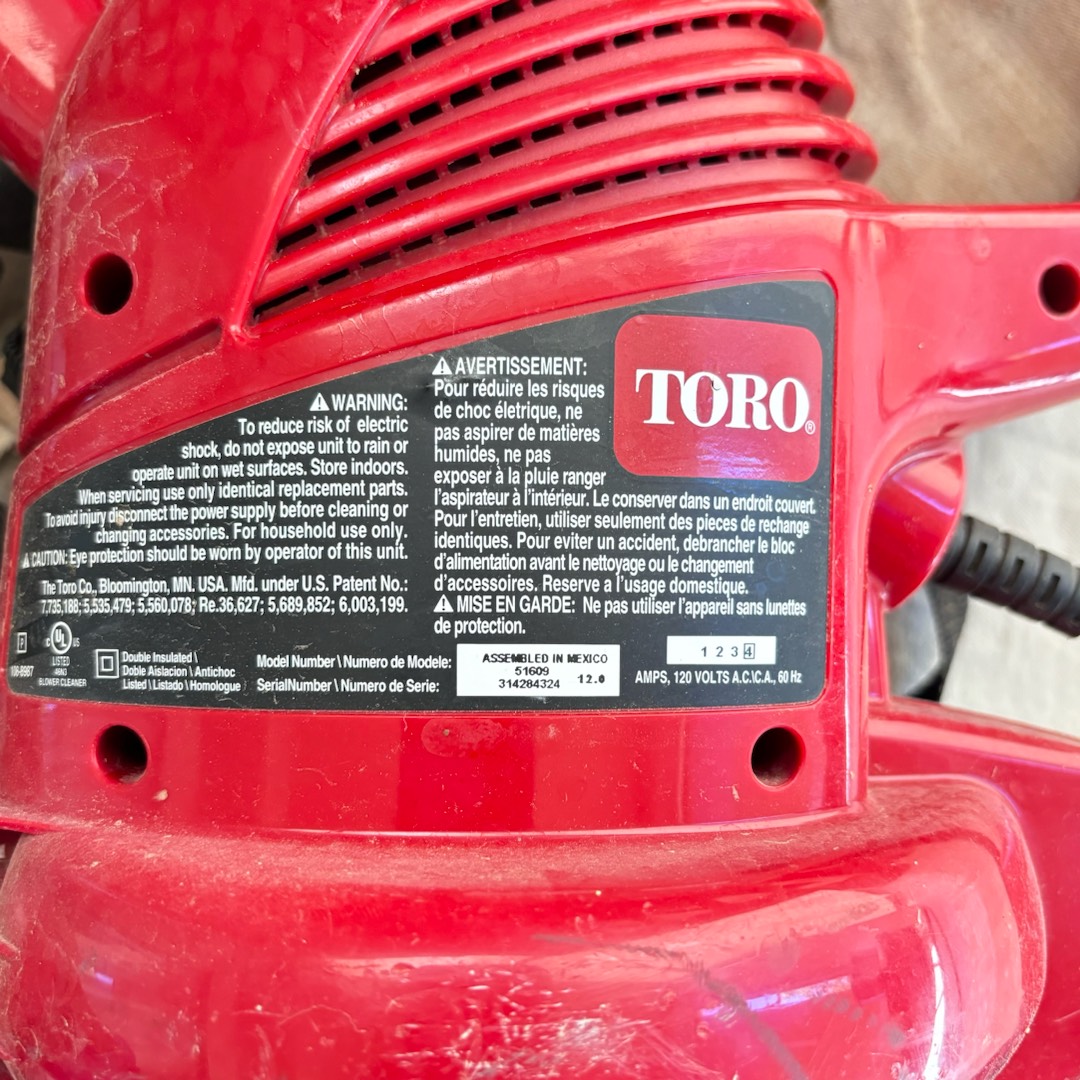 ⚠ WARNING:
To reduce risk of electric
shock, do not expose unit to rain or
operate unit on wet surfaces. Store indoors.
When servicing use only identical replacement parts.
To avoid injury disconnect the power supply before cleaning or
changing accessories. For household use only.
⚠ CAUTION: Eye protection should be worn by operator of this unit.
The Toro Co., Bloomington, MN. USA. Mfd. under U.S. Patent No.:
7,735,188; 5,535,479; 5,560,078; Re.36,627; 5,689,852; 6,003,199.
⚠ AVERTISSEMENT:
Pour réduire les risques
de choc életrique, ne
pas aspirer de matières
humides, ne pas
exposer à la pluie ranger
l'aspirateur à l'intérieur. Le conserver dans un endroit couvert.
Pour l'entretien, utiliser seulement des pieces de rechange
identiques. Pour eviter un accident, debrancher le bloc
d'alimentation avant le nettoyage ou le changement
d'accessoires. Reserve a l'usage domestique.
⚠ MISE EN GARDE: Ne pas utiliser l'appareil sans lunettes
de protection.
TORO®
P
108-8987
C UL US
LISTED
BLOWER CLEANER
Double Insulated \
Doble Aislacion \ Antichoc
Listed \ Listado \ Homologue
Model Number \ Numero de Modele:
SerialNumber \ Numero de Serie:
ASSEMBLED IN MEXICO
51609
314284324 12.0
1 2 3 4
AMPS, 120 VOLTS A.C.\C.A., 60 Hz